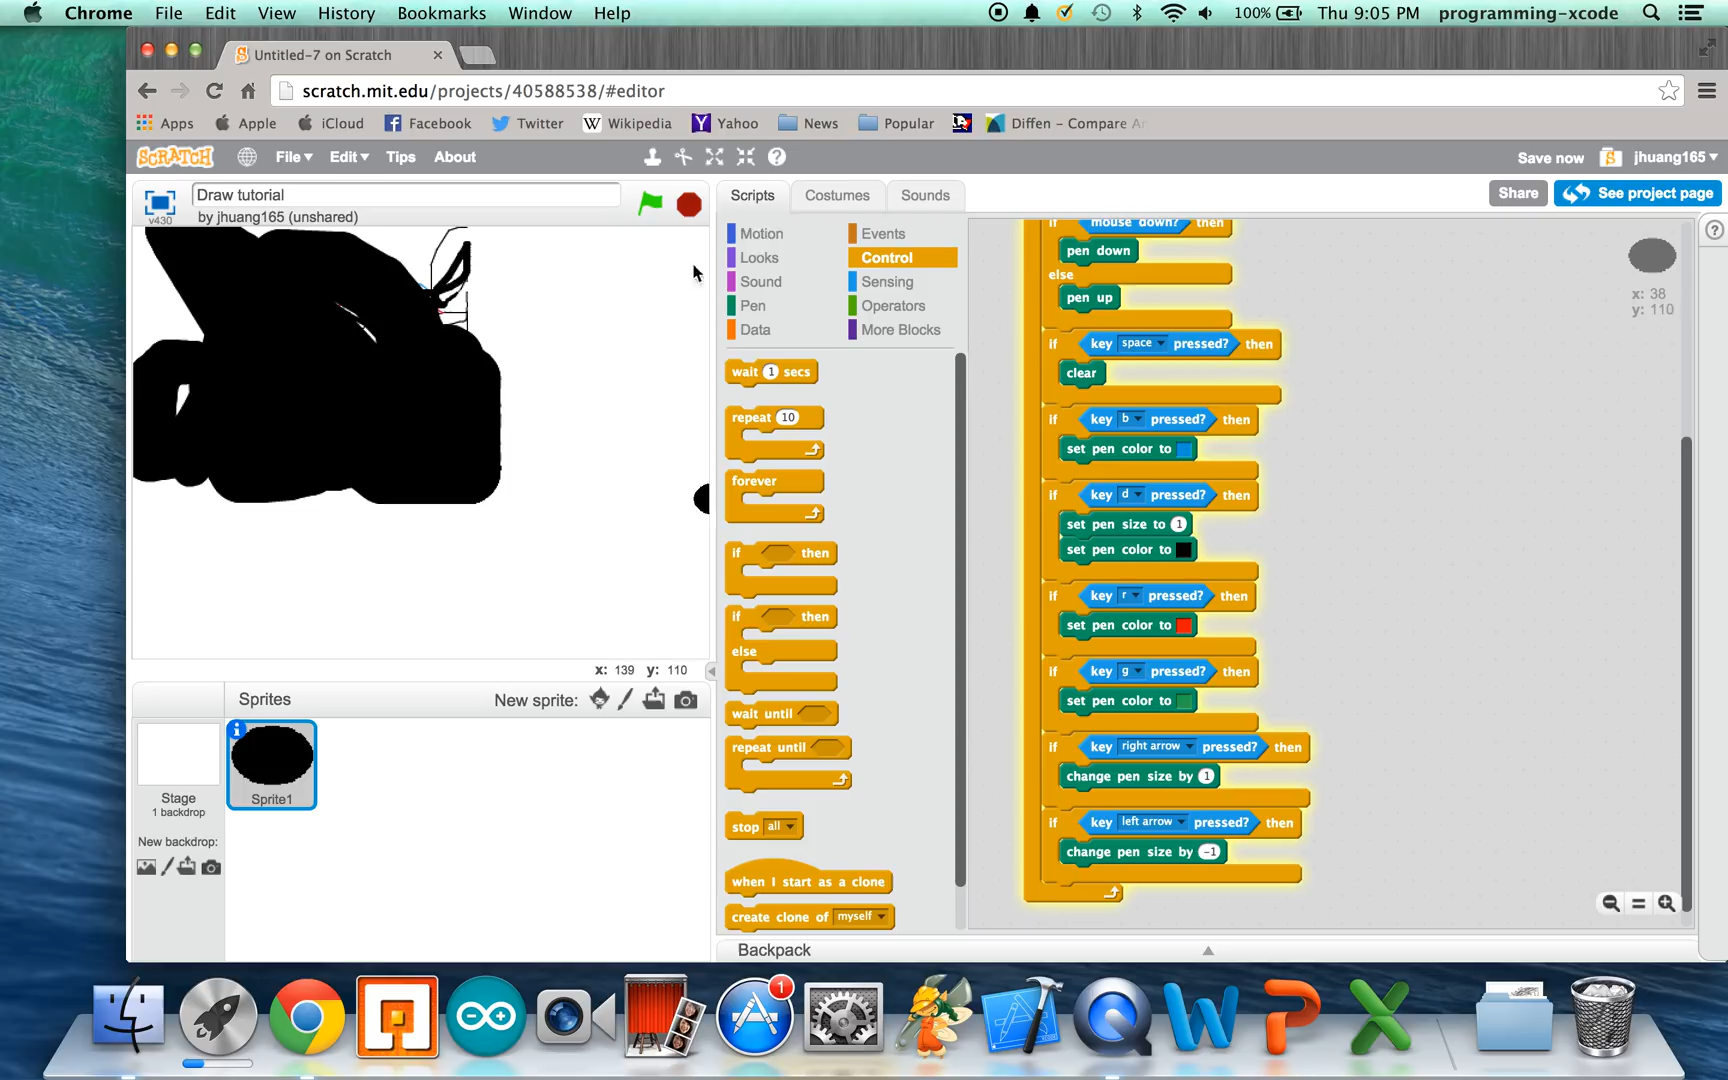 Chrome File Edit View History Bookmarks Window Help 100% Thu 9:05 PM programming-xcode
Untitled-7 on Scratch
scratch.mit.edu/projects/40588538/#editor
Apps Apple iCloud Facebook Twitter Wikipedia Yahoo News Popular Diffen - Compare
SCRATCH File Edit Tips About Save now jhuang165
Draw tutorial
by jhuang165 (unshared)
v430
Scripts Costumes Sounds
Share See project page
Motion Events
Looks Control
Sound Sensing
Pen Operators
Data More Blocks
wait 1 secs
repeat 10
forever
if then
if then
else
wait until
repeat until
stop all
when I start as a clone
create clone of myself
if mouse down? then
pen down
else
pen up
if key space pressed? then
clear
if key b pressed? then
set pen color to
if key d pressed? then
set pen size to 1
set pen color to
if key r pressed? then
set pen color to
if key g pressed? then
set pen color to
if key right arrow pressed? then
change pen size by 1
if key left arrow pressed? then
change pen size by -1
x: 38
y: 110
x: 139 y: 110
Sprites New sprite:
Stage
1 backdrop
New backdrop:
Sprite1
Backpack
1